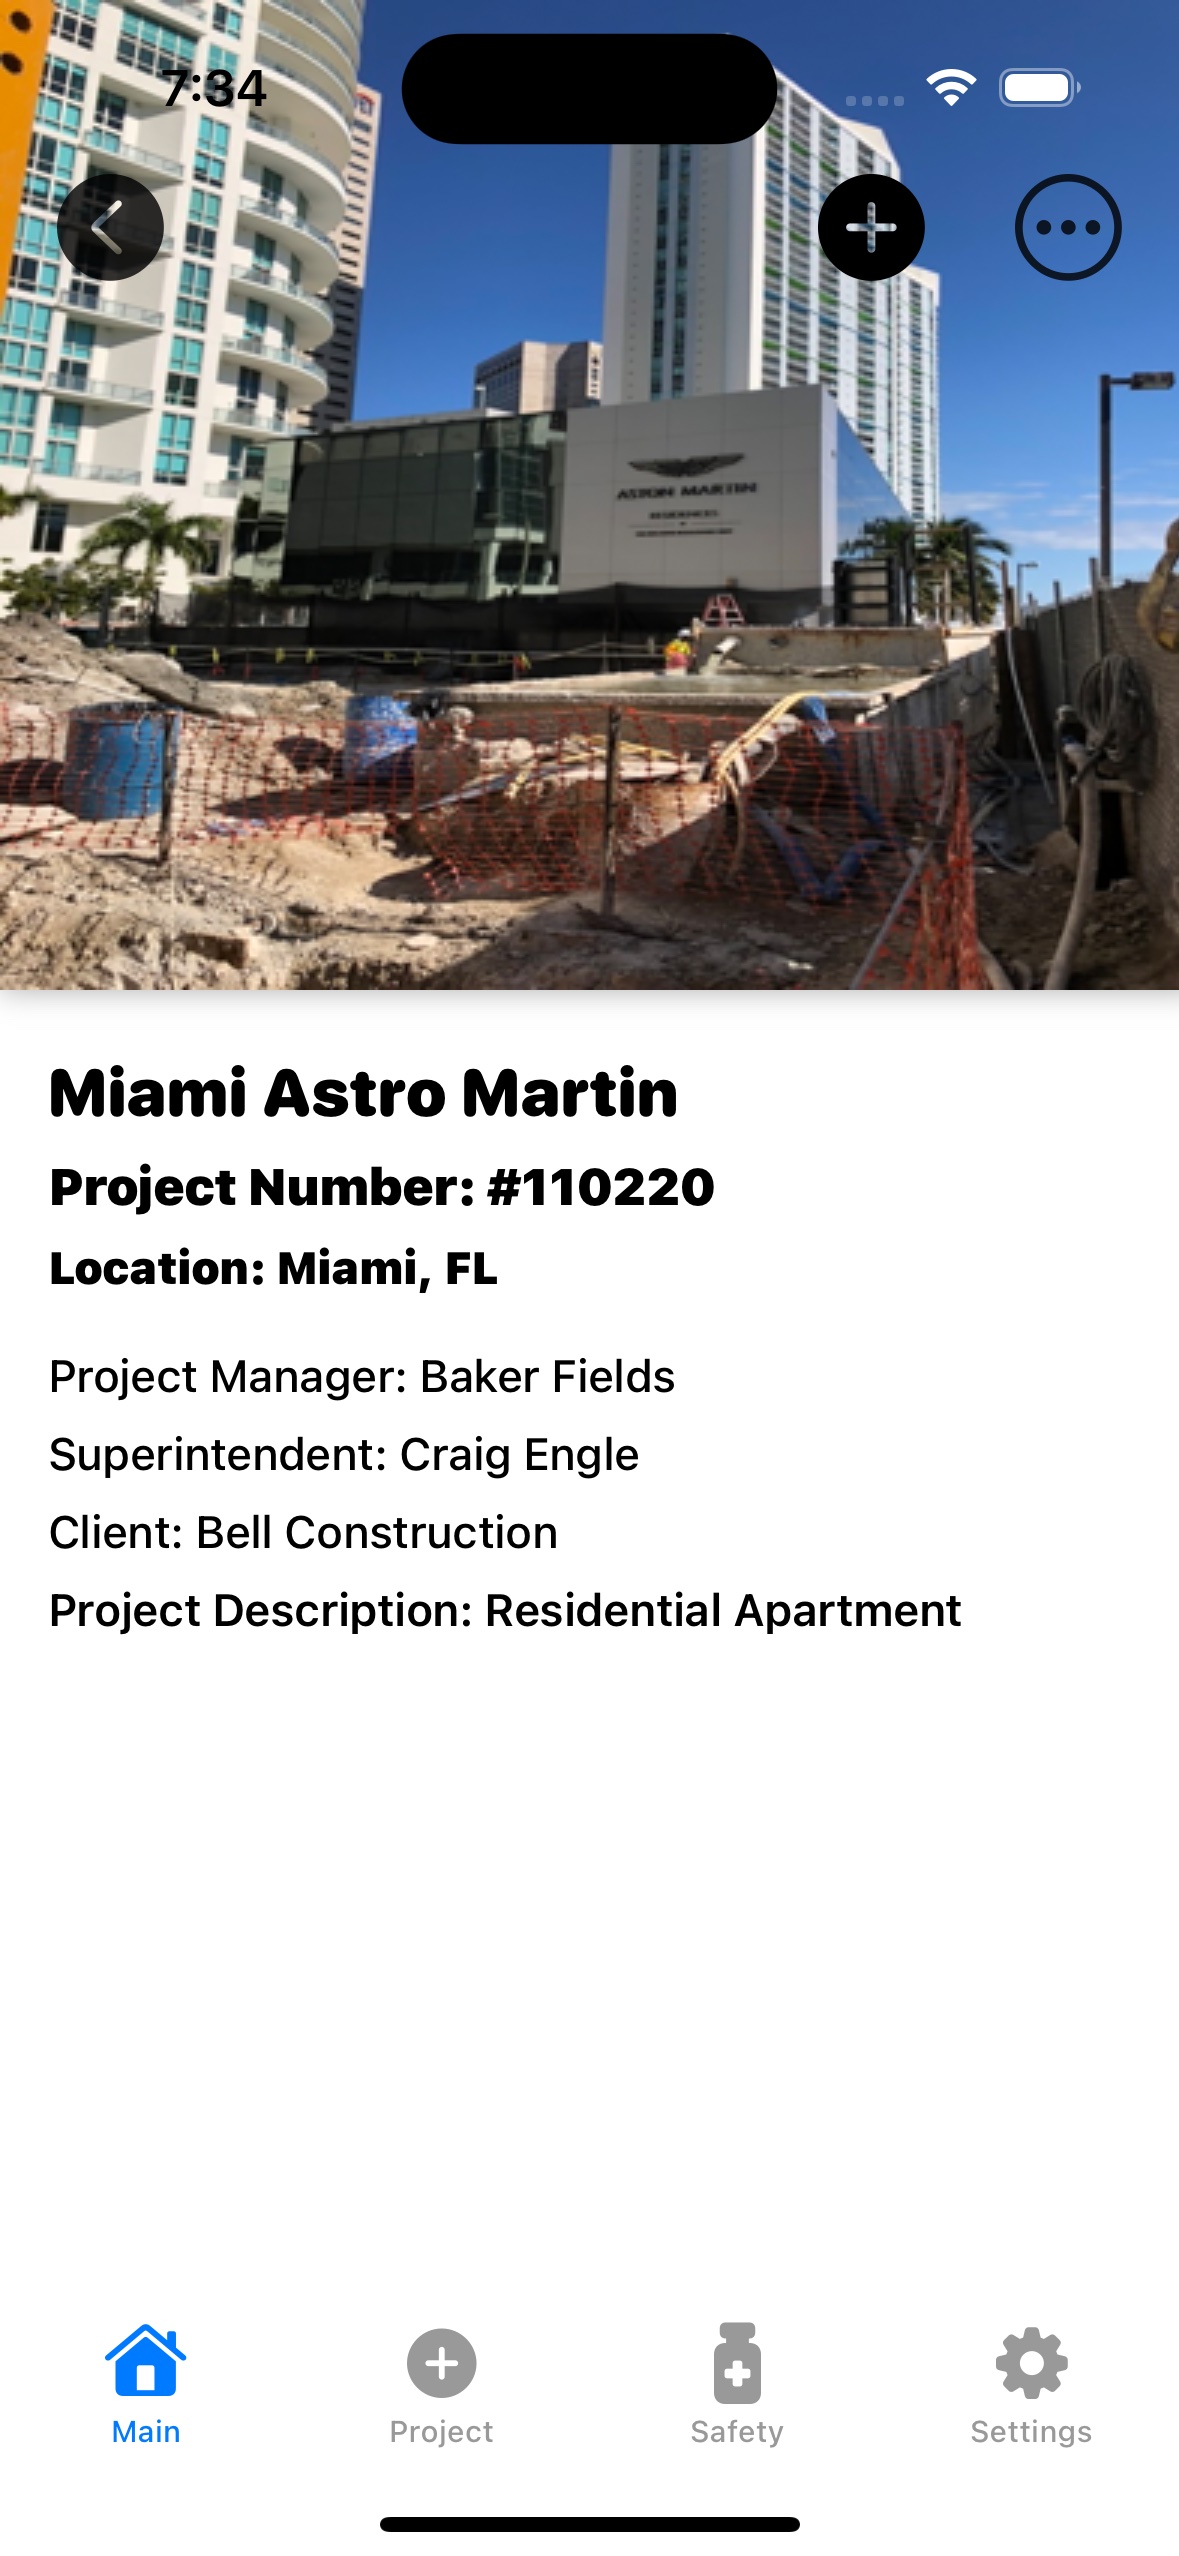 7:34
ASTON MARTIN
RESIDENCES
Miami Astro Martin
Project Number: #110220
Location: Miami, FL
Project Manager: Baker Fields
Superintendent: Craig Engle
Client: Bell Construction
Project Description: Residential Apartment
Main
Project
Safety
Settings